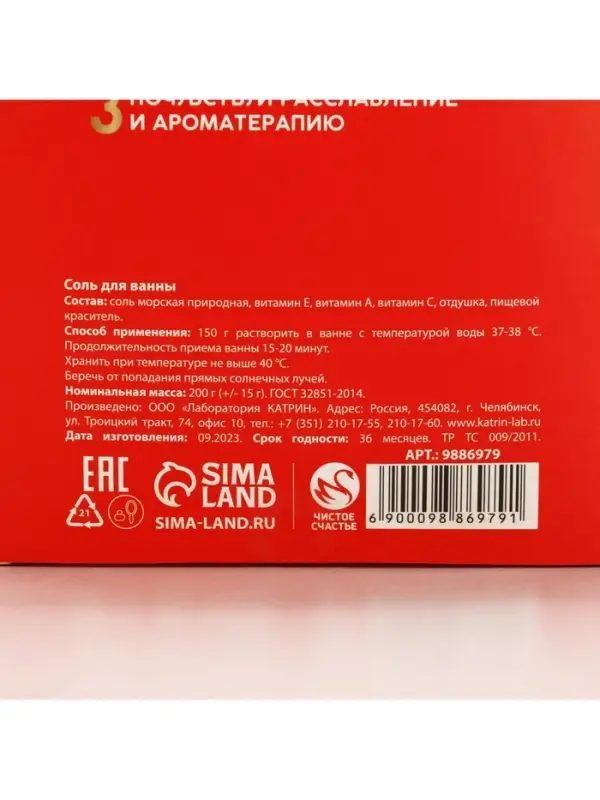 3 ПОЧУВСТВУЙ РАССЛАБЛЕНИЕ
И АРОМАТЕРАПИЮ
Соль для ванны
Состав: соль морская природная, витамин Е, витамин А, витамин С, отдушка, пищевой
краситель.
Способ применения: 150 г растворить в ванне с температурой воды 37-38 °С.
Продолжительность приема ванны 15-20 минут.
Хранить при температуре не выше 40 °С.
Беречь от попадания прямых солнечных лучей.
Номинальная масса: 200 г (+/- 15 г). ГОСТ 32851-2014.
Произведено: ООО «Лаборатория КАТРИН». Адрес: Россия, 454082, г. Челябинск,
ул. Троицкий тракт, 74, офис 10, тел.: +7 (351) 210-17-55, 210-17-60. www.katrin-lab.ru
Дата изготовления: 09.2023. Срок годности: 36 месяцев. ТР ТС 009/2011.
АРТ.: 9886979
EAC
SIMA
LAND
SIMA-LAND.RU
21
ЧИСТОЕ
СЧАСТЬЕ
6 900098 869791